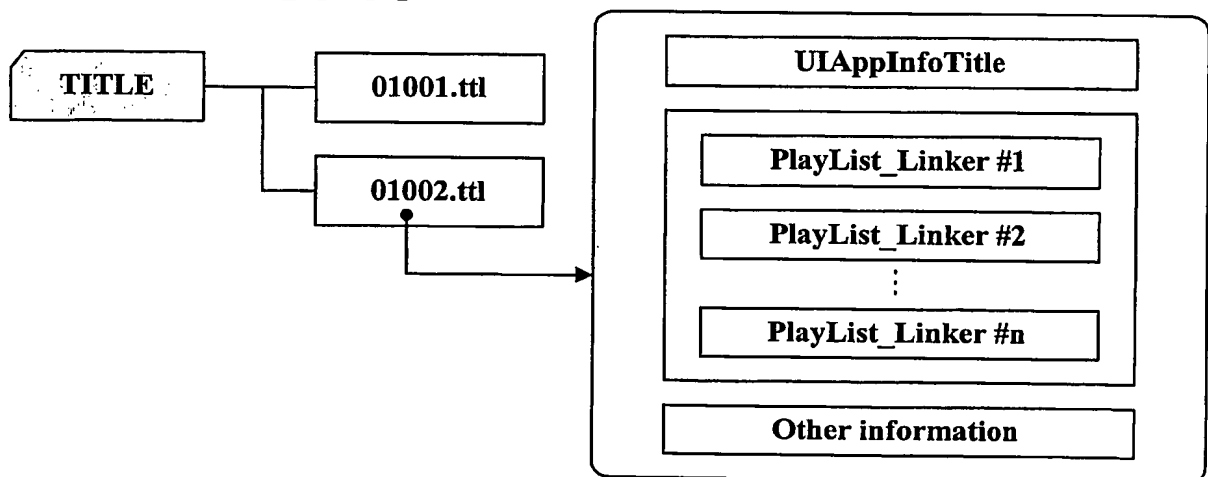 TITLE
01001.ttl
01002.ttl
UIAppInfoTitle
PlayList_Linker #1
PlayList_Linker #2
PlayList_Linker #n
Other information